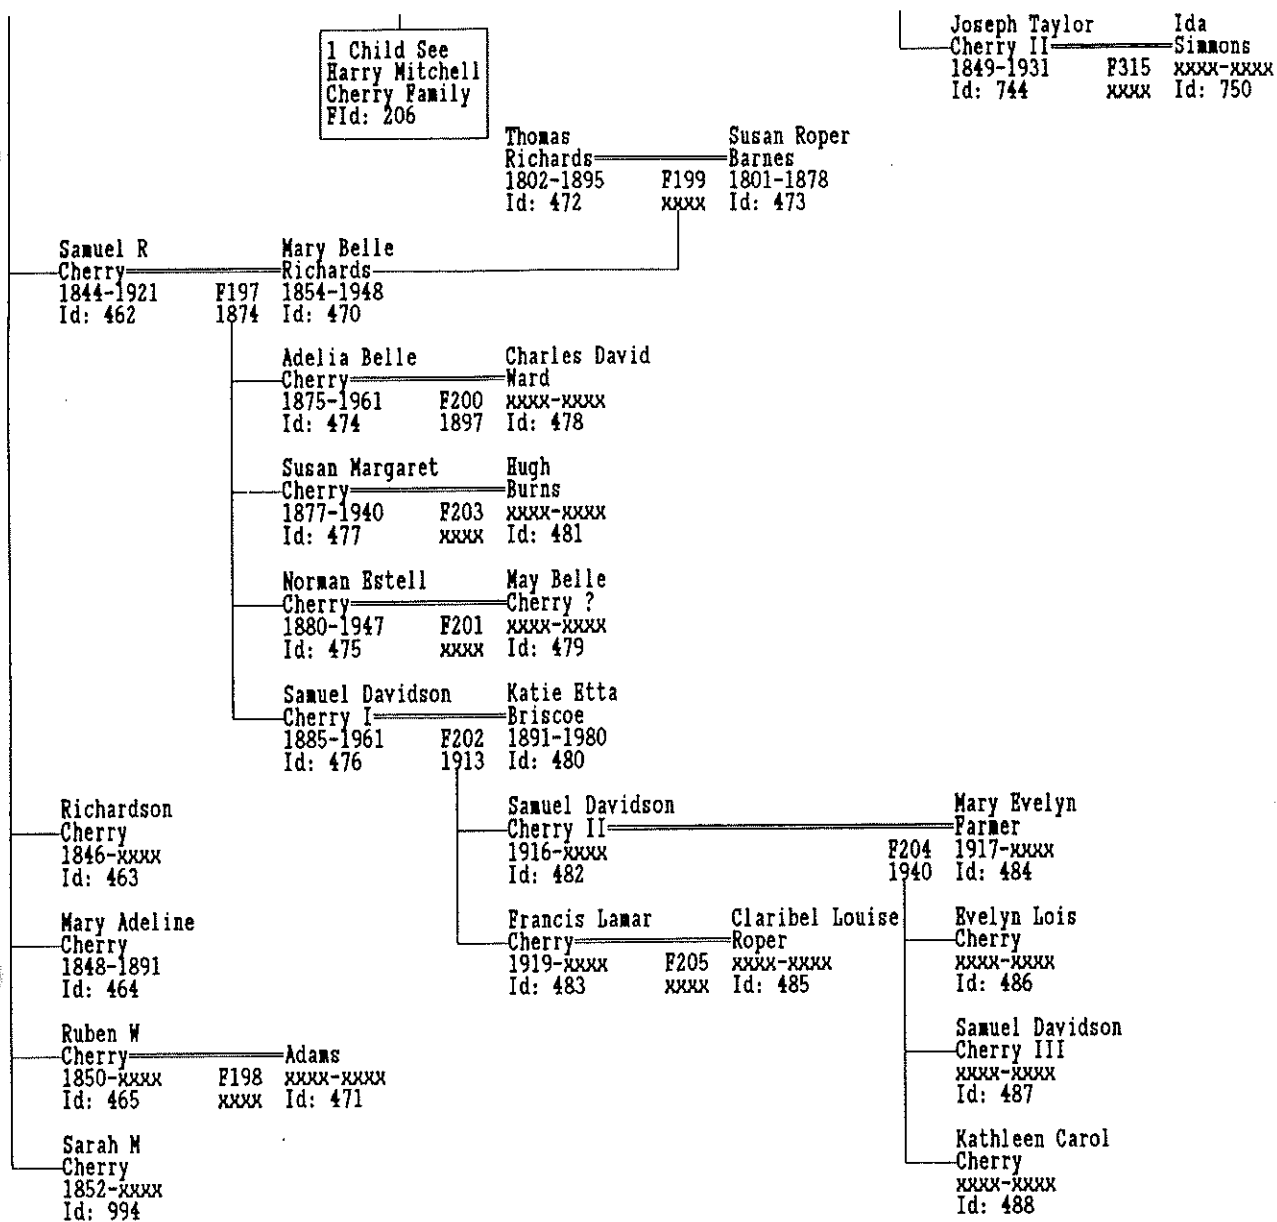 1 Child See
Harry Mitchell
Cherry Family
FId: 206
Joseph Taylor Ida
Cherry II Simmons
1849-1931 F315 xxxx-xxxx
Id: 744 xxxx Id: 750
Thomas Susan Roper
Richards Barnes
1802-1895 F199 1801-1878
Id: 472 xxxx Id: 473
Samuel R Mary Belle
Cherry Richards
1844-1921 F197 1854-1948
Id: 462 1874 Id: 470
Adelia Belle Charles David
Cherry Ward
1875-1961 F200 xxxx-xxxx
Id: 474 1897 Id: 478
Susan Margaret Hugh
Cherry Burns
1877-1940 F203 xxxx-xxxx
Id: 477 xxxx Id: 481
Norman Estell May Belle
Cherry Cherry ?
1880-1947 F201 xxxx-xxxx
Id: 475 xxxx Id: 479
Samuel Davidson Katie Etta
Cherry I Briscoe
1885-1961 F202 1891-1980
Id: 476 1913 Id: 480
Samuel Davidson Mary Evelyn
Cherry II Farmer
1916-xxxx F204 1917-xxxx
Id: 482 1940 Id: 484
Richardson
Cherry
1846-xxxx
Id: 463
Francis Lamar Claribel Louise
Cherry Roper
1919-xxxx F205 xxxx-xxxx
Id: 483 xxxx Id: 485
Evelyn Lois
Cherry
xxxx-xxxx
Id: 486
Mary Adeline
Cherry
1848-1891
Id: 464
Samuel Davidson
Cherry III
xxxx-xxxx
Id: 487
Ruben W
Cherry Adams
1850-xxxx F198 xxxx-xxxx
Id: 465 xxxx Id: 471
Kathleen Carol
Cherry
xxxx-xxxx
Id: 488
Sarah M
Cherry
1852-xxxx
Id: 994